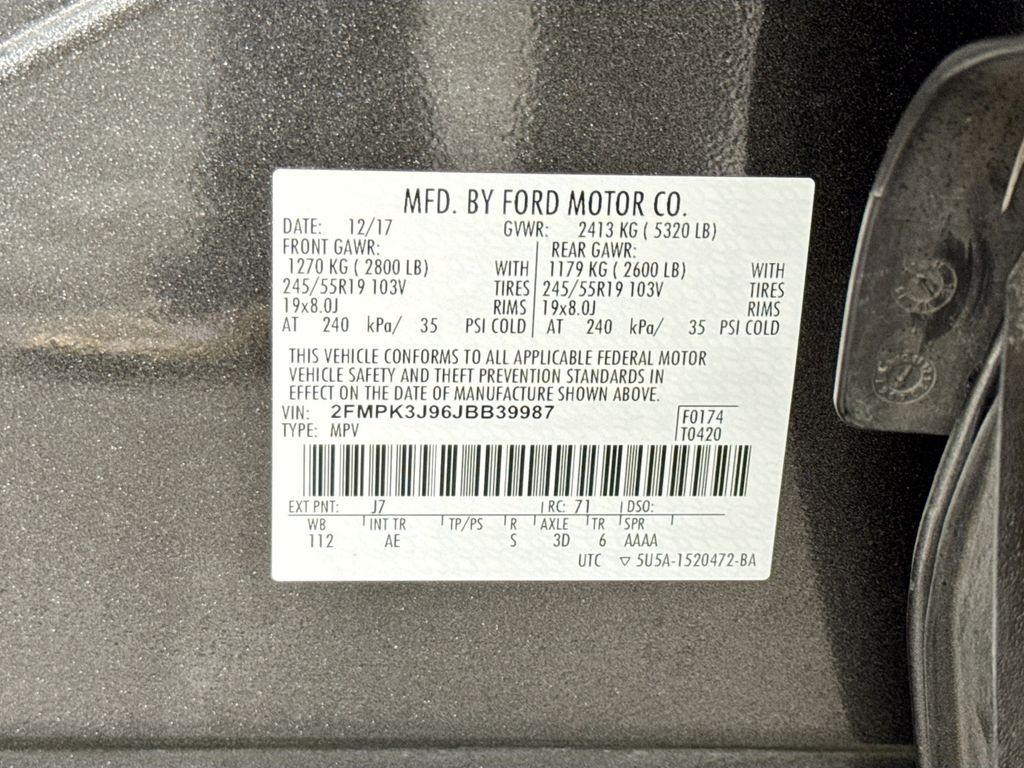 MFD. BY FORD MOTOR CO.
DATE: 12/17 GVWR: 2413 KG ( 5320 LB)
FRONT GAWR: REAR GAWR:
1270 KG ( 2800 LB) WITH 1179 KG ( 2600 LB) WITH
245/55R19 103V TIRES 245/55R19 103V TIRES
19x8.0J RIMS 19x8.0J RIMS
AT 240 kPa/ 35 PSI COLD AT 240 kPa/ 35 PSI COLD
THIS VEHICLE CONFORMS TO ALL APPLICABLE FEDERAL MOTOR
VEHICLE SAFETY AND THEFT PREVENTION STANDARDS IN
EFFECT ON THE DATE OF MANUFACTURE SHOWN ABOVE.
VIN: 2FMPK3J96JBB39987 F0174
TYPE: MPV T0420
EXT PNT: J7 RC: 71 DSO:
WB INT TR TP/PS R AXLE TR SPR
112 AE S 3D 6 AAAA
UTC ▽ 5U5A-1520472-BA